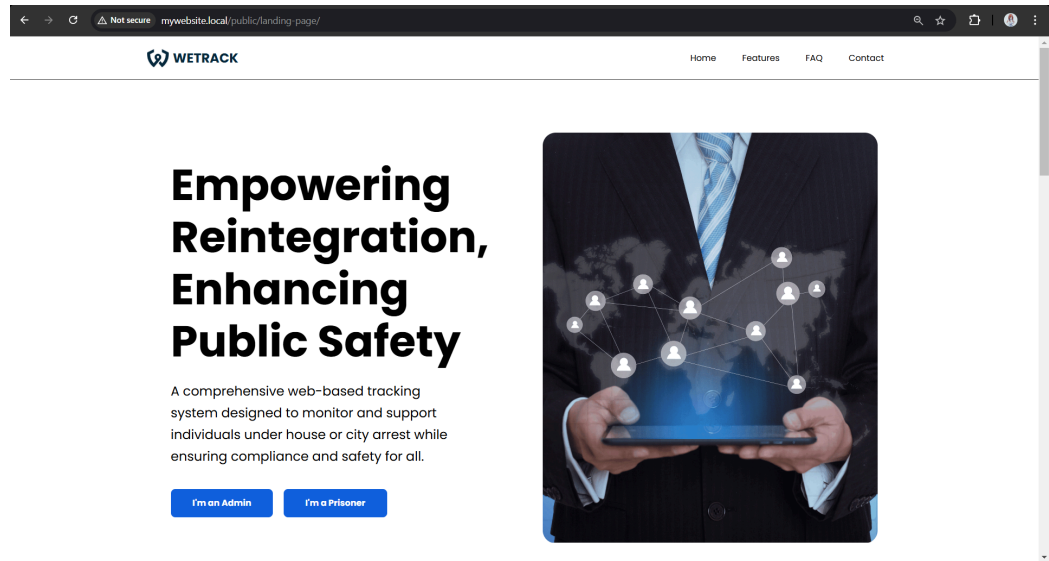 Not secure mywebsite.local/public/landing-page/
WETRACK
Home Features FAQ Contact
Empowering
Reintegration,
Enhancing
Public Safety
A comprehensive web-based tracking
system designed to monitor and support
individuals under house or city arrest while
ensuring compliance and safety for all.
I'm an Admin I'm a Prisoner